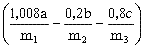 (1,008a/m₁ − 0,2b/m₂ − 0,8c/m₃)